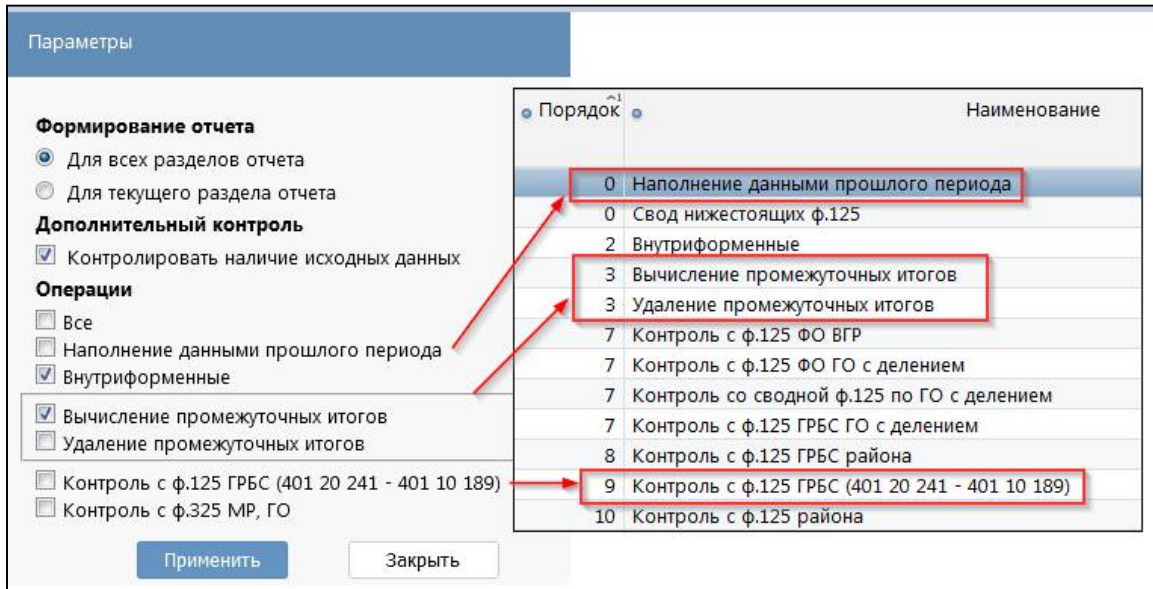 Параметры
Формирование отчета
Для всех разделов отчета
Для текущего раздела отчета
Дополнительный контроль
Контролировать наличие исходных данных
Операции
Все
Наполнение данными прошлого периода
Внутриформенные
Вычисление промежуточных итогов
Удаление промежуточных итогов
Контроль с ф.125 ГРБС (401 20 241 - 401 10 189)
Контроль с ф.325 МР, ГО
Применить Закрыть
Порядок 1 Наименование
0 Наполнение данными прошлого периода
0 Свод нижестоящих ф.125
2 Внутриформенные
3 Вычисление промежуточных итогов
3 Удаление промежуточных итогов
7 Контроль с ф.125 ФО ВГР
7 Контроль с ф.125 ФО ГО с делением
7 Контроль со сводной ф.125 по ГО с делением
7 Контроль с ф.125 ГРБС ГО с делением
8 Контроль с ф.125 ГРБС района
9 Контроль с ф.125 ГРБС (401 20 241 - 401 10 189)
10 Контроль с ф.125 района